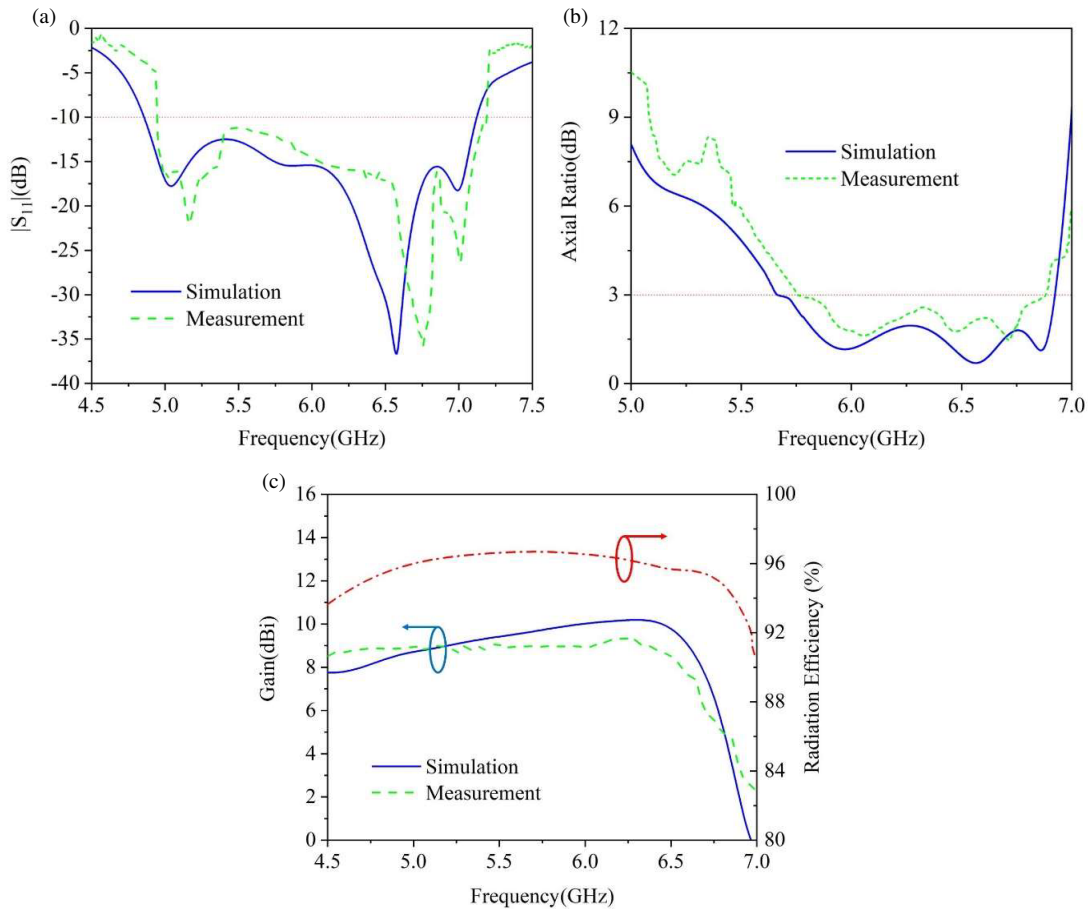 (a)
0
-5
-10
-15
-20
-25
-30
-35
-40
|S11|(dB)
Simulation
Measurement
4.5 5.0 5.5 6.0 6.5 7.0 7.5
Frequency(GHz)
(b)
12
9
6
3
0
Axial Ratio(dB)
Simulation
Measurement
5.0 5.5 6.0 6.5 7.0
Frequency(GHz)
(c)
16
14
12
10
8
6
4
2
0
Gain(dBi)
100
96
92
88
84
80
Radiation Efficiency (%)
Simulation
Measurement
4.5 5.0 5.5 6.0 6.5 7.0
Frequency(GHz)